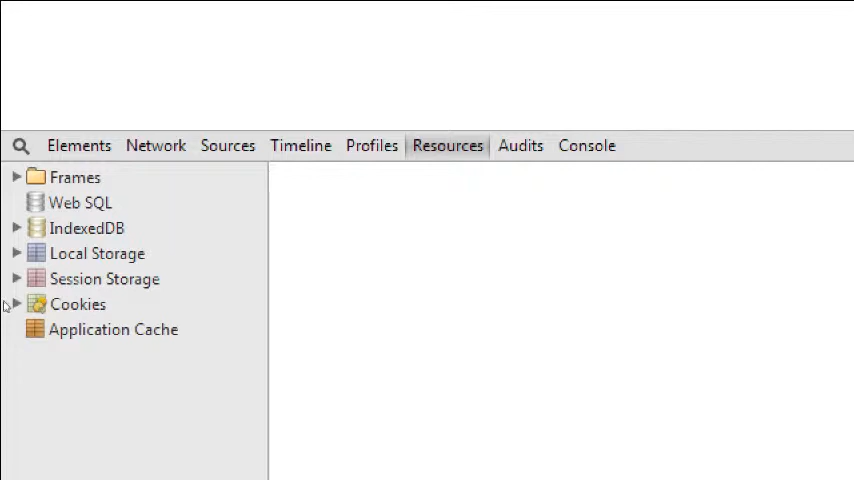 Elements Network Sources Timeline Profiles Resources Audits Console
Frames
Web SQL
IndexedDB
Local Storage
Session Storage
Cookies
Application Cache